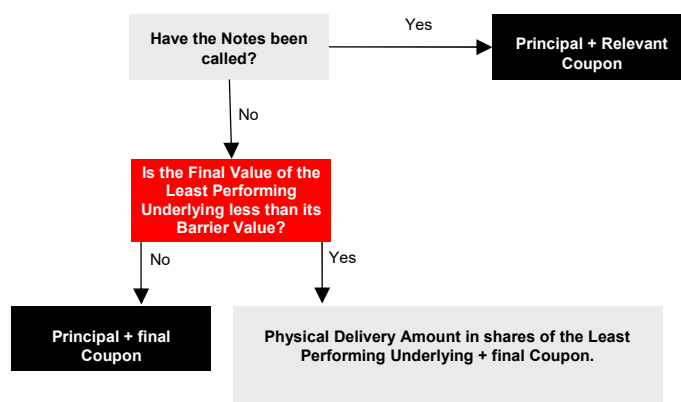 Have the Notes been
called?
Yes
Principal + Relevant
Coupon
No
Is the Final Value of the
Least Performing
Underlying less than its
Barrier Value?
No
Yes
Principal + final
Coupon
Physical Delivery Amount in shares of the Least
Performing Underlying + final Coupon.